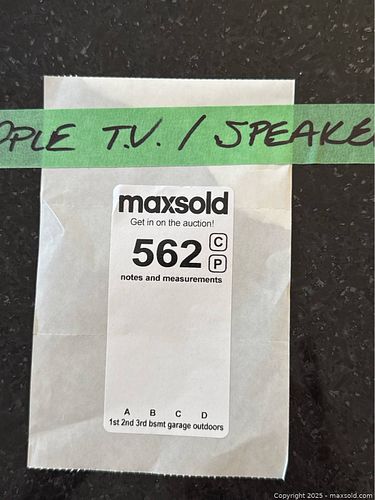 PPLE T.V. / SPEAKE
maxsold
Get in on the auction!
562 C
P
notes and measurements
A B C D
1st 2nd 3rd bsmt garage outdoors
Copyright 2025 - maxsold.com